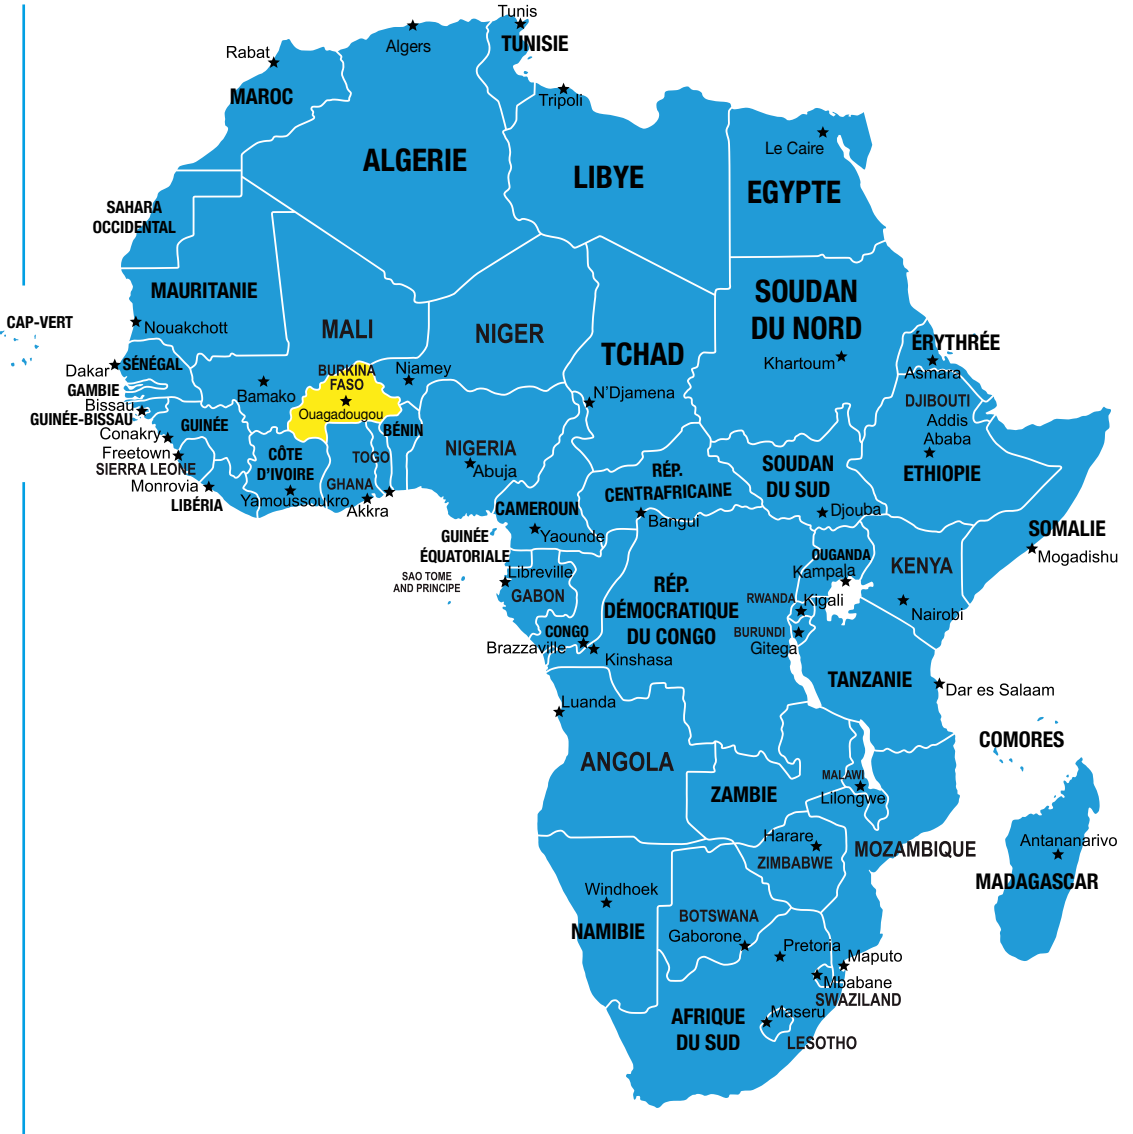 Tunis
TUNISIE
Algers
Rabat
MAROC
Tripoli
ALGERIE
LIBYE
Le Caire
EGYPTE
SAHARA
OCCIDENTAL
MAURITANIE
Nouakchott
CAP-VERT
MALI
NIGER
TCHAD
SOUDAN
DU NORD
Khartoum
ÉRYTHRÉE
Asmara
Dakar
SÉNÉGAL
GAMBIE
Bissau
GUINÉE-BISSAU
Bamako
BURKINA
FASO
Ouagadougou
Njamey
N'Djamena
DJIBOUTI
Addis
Ababa
ETHIOPIE
Conakry
GUINÉE
Freetown
SIERRA LEONE
Monrovia
LIBÉRIA
CÔTE
D'IVOIRE
Yamoussoukro
GHANA
Akkra
TOGO
BÉNIN
NIGERIA
Abuja
CAMEROUN
Yaounde
RÉP.
CENTRAFRICAINE
Bangui
SOUDAN
DU SUD
Djouba
SOMALIE
Mogadishu
GUINÉE
ÉQUATORIALE
SAO TOME
AND PRINCIPE
Libreville
GABON
CONGO
Brazzaville
Kinshasa
RÉP.
DÉMOCRATIQUE
DU CONGO
OUGANDA
Kampala
KENYA
Nairobi
RWANDA
Kigali
BURUNDI
Gitega
TANZANIE
Dar es Salaam
Luanda
ANGOLA
ZAMBIE
MALAWI
Lilongwe
COMORES
Harare
ZIMBABWE
MOZAMBIQUE
Antananarivo
MADAGASCAR
Windhoek
NAMIBIE
BOTSWANA
Gaborone
Pretoria
Maputo
Mbabane
SWAZILAND
Maseru
LESOTHO
AFRIQUE
DU SUD